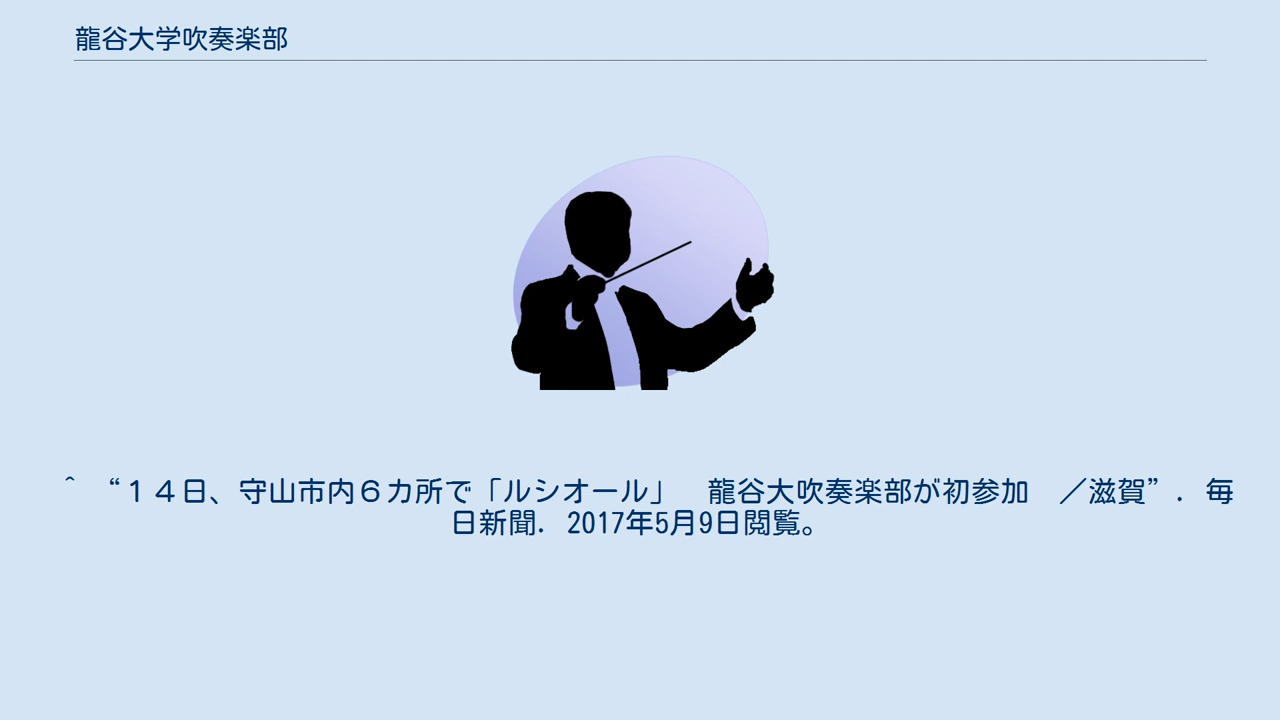 龍谷大学吹奏楽部
^ “１４日、守山市内６カ所で「ルシオール」　龍谷大吹奏楽部が初参加　／滋賀”. 毎
日新聞. 2017年5月9日閲覧。